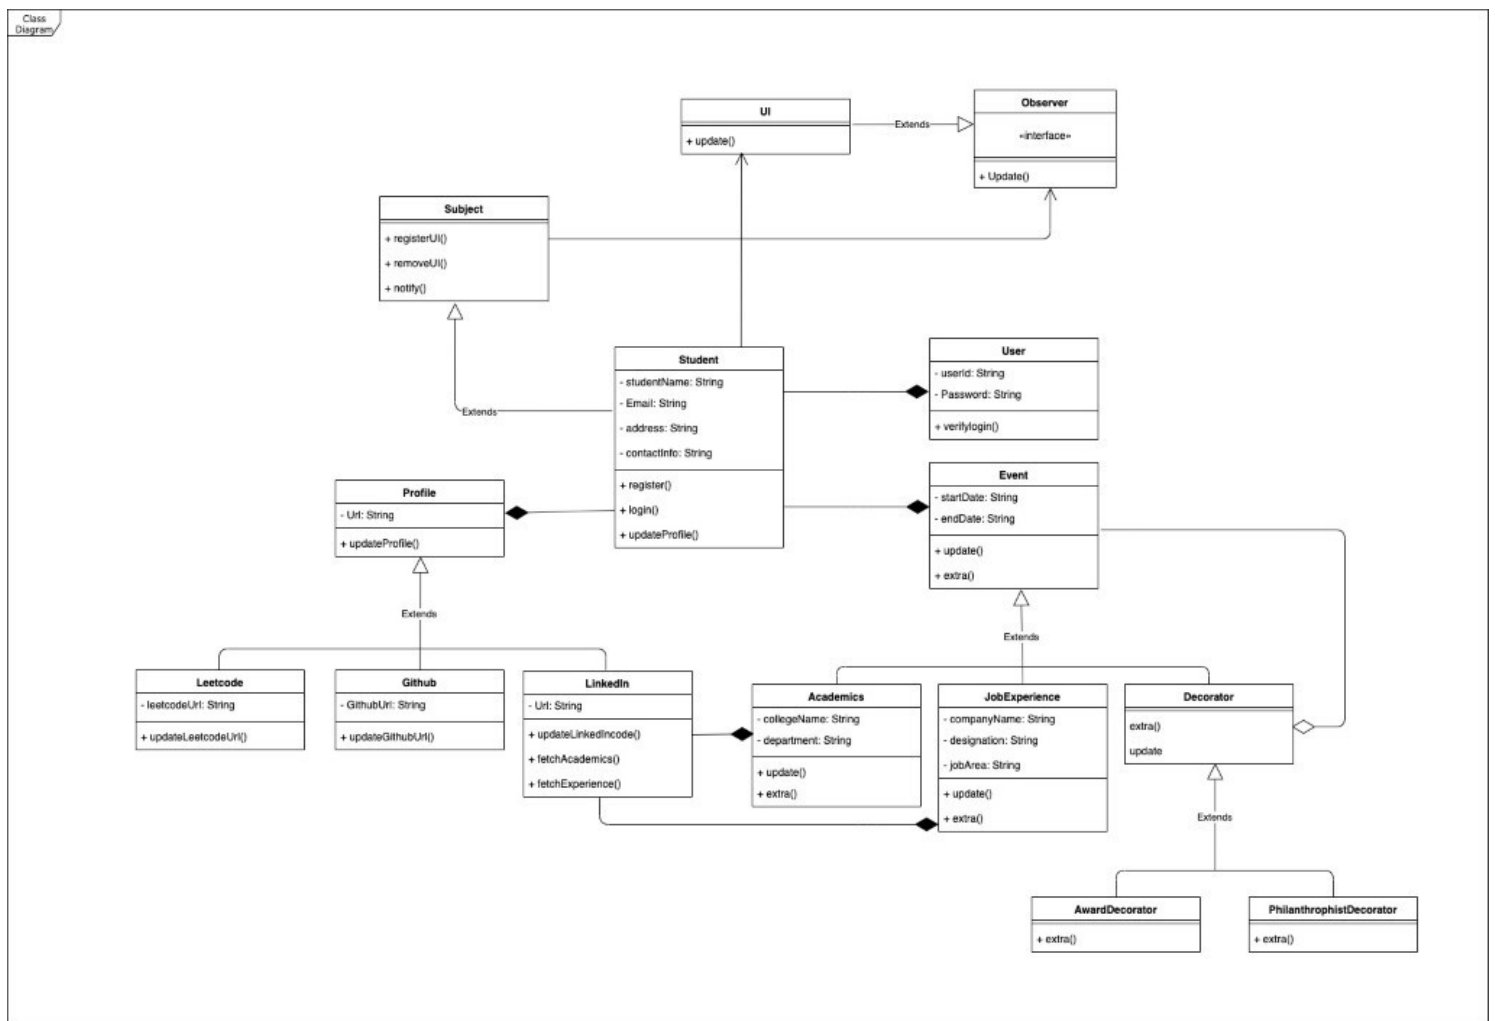 Class
Diagram
UI
+ update()
Extends
Observer
«interface»
+ Update()
Subject
+ registerUI()
+ removeUI()
+ notify()
Extends
Student
- studentName: String
- Email: String
- address: String
- contactInfo: String
+ register()
+ login()
+ updateProfile()
User
- userId: String
- Password: String
+ verifylogin()
Event
- startDate: String
- endDate: String
+ update()
+ extra()
Profile
- Url: String
+ updateProfile()
Extends
Extends
Leetcode
- leetcodeUrl: String
+ updateLeetcodeUrl()
Github
- GithubUrl: String
+ updateGithubUrl()
LinkedIn
- Url: String
+ updateLinkedIncode()
+ fetchAcademics()
+ fetchExperience()
Academics
- collegeName: String
- department: String
+ update()
+ extra()
JobExperience
- companyName: String
- designation: String
- jobArea: String
+ update()
+ extra()
Decorator
extra()
update
Extends
AwardDecorator
+ extra()
PhilanthrophistDecorator
+ extra()